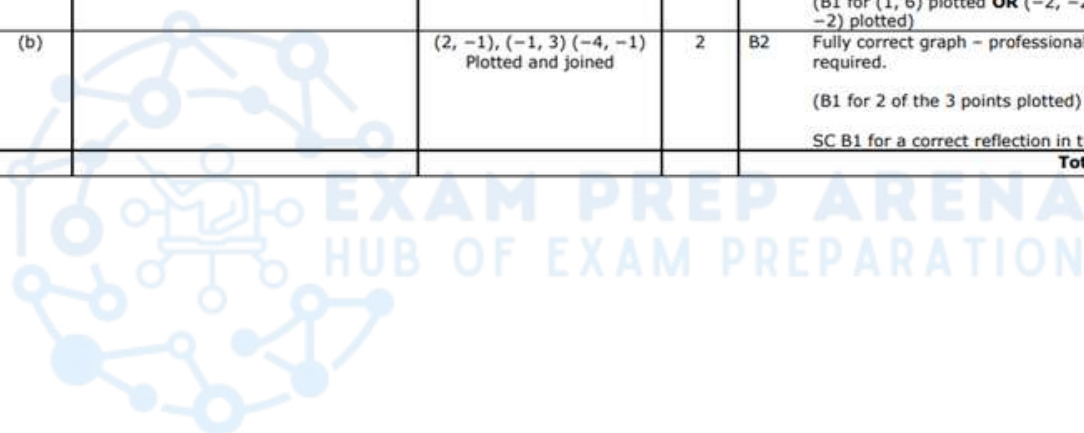 (B1 for (1, 6) plotted OR (−2, −2
−2) plotted)
(b) (2, −1), (−1, 3) (−4, −1) 2 B2 Fully correct graph – professional
Plotted and joined required.
(B1 for 2 of the 3 points plotted)
SC B1 for a correct reflection in t
Tot
EXAM PREP ARENA
HUB OF EXAM PREPARATION